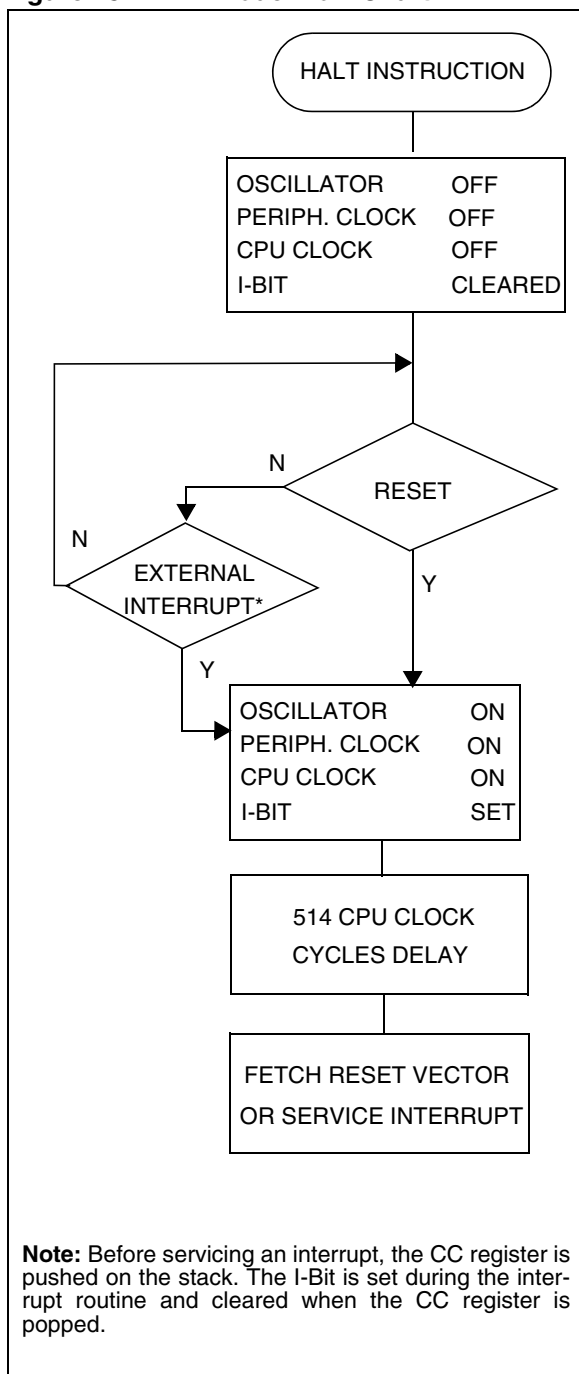 HALT INSTRUCTION
OSCILLATOR OFF
PERIPH. CLOCK OFF
CPU CLOCK OFF
I-BIT CLEARED
N
RESET
N
EXTERNAL
INTERRUPT*
Y
Y
OSCILLATOR ON
PERIPH. CLOCK ON
CPU CLOCK ON
I-BIT SET
514 CPU CLOCK
CYCLES DELAY
FETCH RESET VECTOR
OR SERVICE INTERRUPT
Note: Before servicing an interrupt, the CC register is
pushed on the stack. The I-Bit is set during the inter-
rupt routine and cleared when the CC register is
popped.